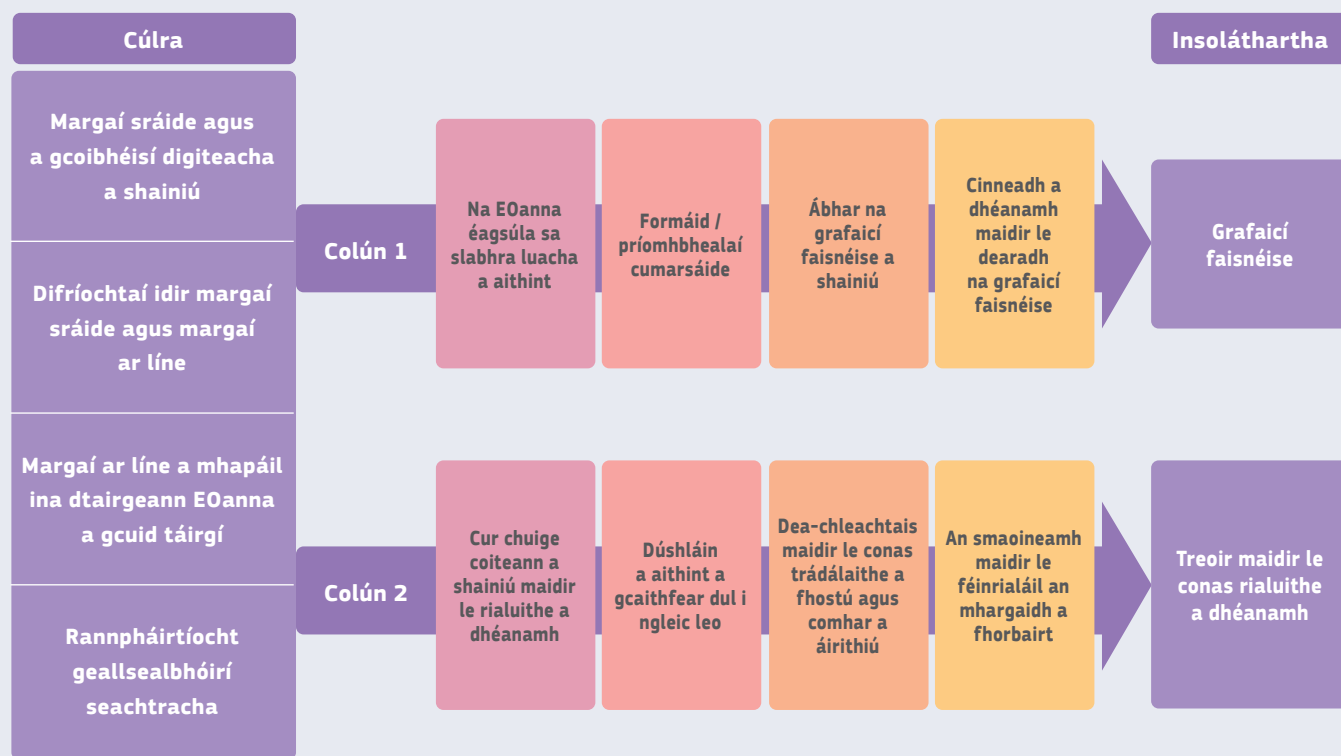 Cúlra
Margaí sráide agus
a gcoibhéisí digiteacha
a shainiú
Difríochtaí idir margaí
sráide agus margaí
ar líne
Margaí ar líne a mhapáil
ina dtairgeann EOanna
a gcuid táirgí
Rannpháirtíocht
geallsealbhóirí
seachtracha
Colún 1
Na EOanna
éagsúla sa
slabhra luacha
a aithint
Formáid /
príomhbhealaí
cumarsáide
Ábhar na
grafaicí
faisnéise a
shainiú
Cinneadh a
dhéanamh
maidir le
dearadh
na grafaicí
faisnéise
Insoláthartha
Grafaicí
faisnéise
Colún 2
Cur chuige
coiteann a
shainiú maidir
le rialuithe a
dhéanamh
Dúshláin
a aithint a
gcaithfear dul i
ngleic leo
Dea-chleachtais
maidir le conas
trádálaithe a
fhostú agus
comhar a
áirithiú
An smaoineamh
maidir le
féinrialáil an
mhargaidh a
fhorbairt
Treoir maidir le
conas rialuithe
a dhéanamh